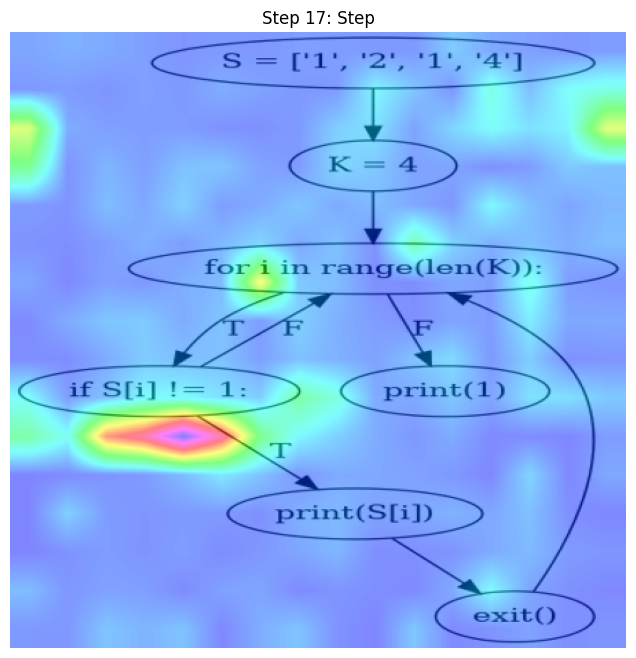 Step 17: Step
S = ['1', '2', '1', '4']
K = 4
for i in range(len(K)):
T F F
if S[i] != 1: print(1)
T
print(S[i])
exit()